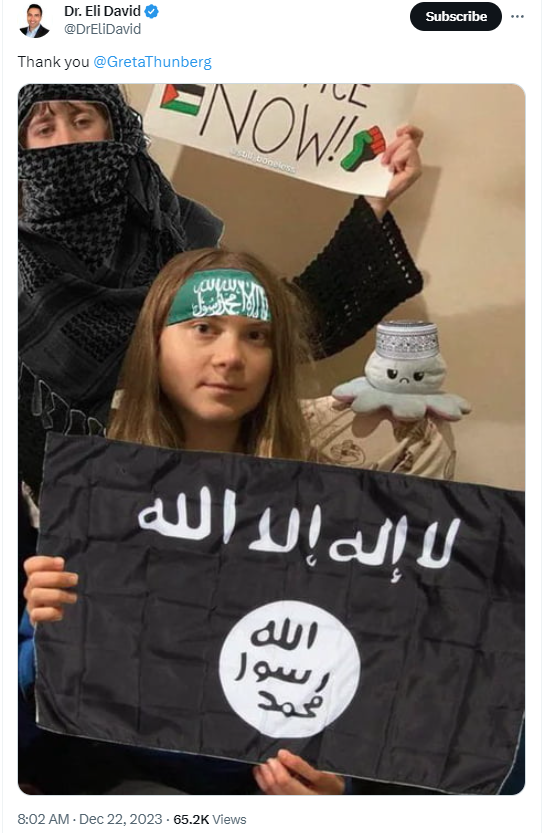 Dr. Eli David
@DrEliDavid
Subscribe
Thank you @GretaThunberg
NOW!!
لا إله إلا الله
الله
رسول
محمد
8:02 AM · Dec 22, 2023 · 65.2K Views